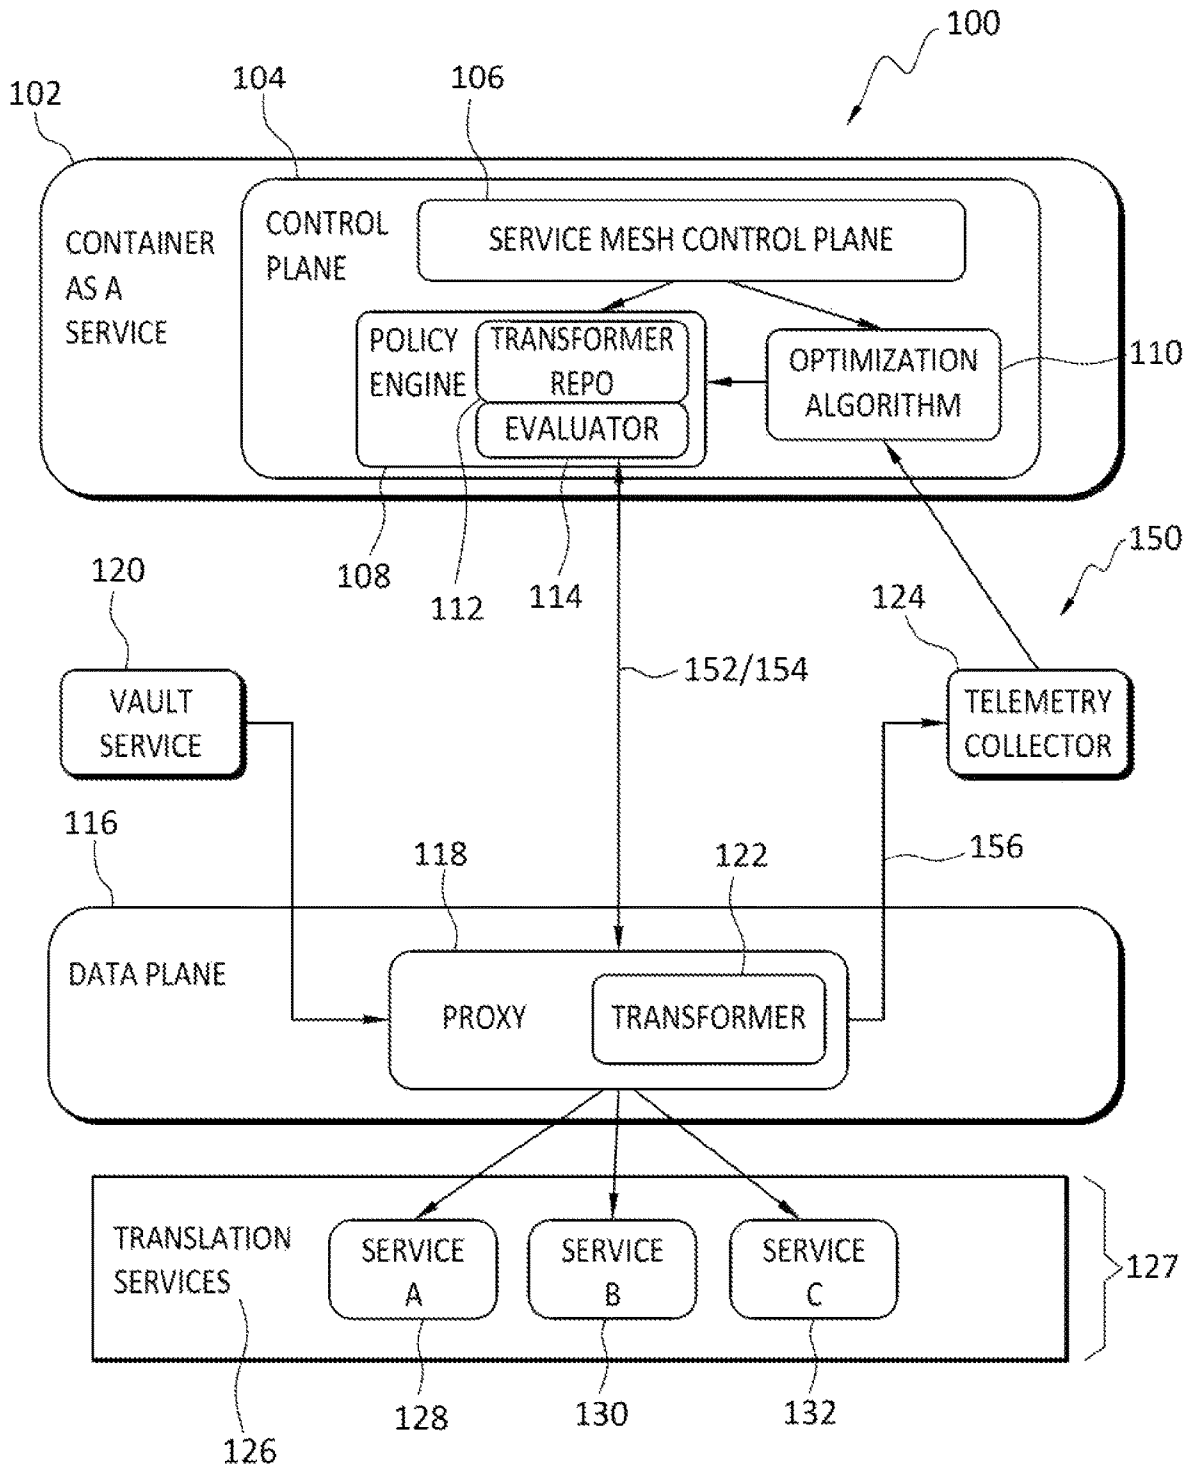 100
102
104
106
CONTAINER
AS A
SERVICE
CONTROL
PLANE
SERVICE MESH CONTROL PLANE
POLICY
ENGINE
TRANSFORMER
REPO
EVALUATOR
OPTIMIZATION
ALGORITHM
110
108
112
114
120
VAULT
SERVICE
152/154
150
124
TELEMETRY
COLLECTOR
116
118
122
156
DATA PLANE
PROXY
TRANSFORMER
TRANSLATION
SERVICES
SERVICE
A
SERVICE
B
SERVICE
C
127
126
128
130
132